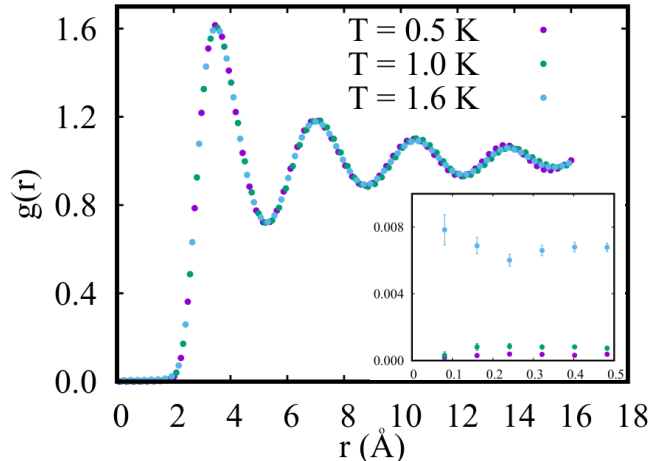 1.6
1.2
0.8
0.4
0.0
g(r)
T = 0.5 K
T = 1.0 K
T = 1.6 K
0.008
0.004
0.000
0 0.1 0.2 0.3 0.4 0.5
0 2 4 6 8 10 12 14 16 18
r (Å)